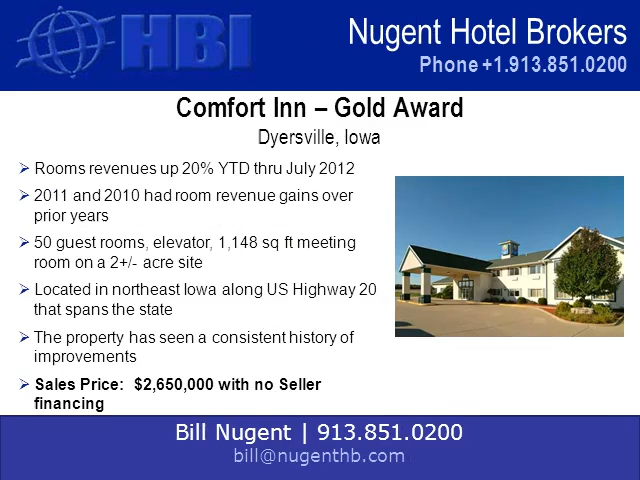 HBI
Nugent Hotel Brokers
Phone +1.913.851.0200
Comfort Inn – Gold Award
Dyersville, Iowa
➢ Rooms revenues up 20% YTD thru July 2012
➢ 2011 and 2010 had room revenue gains over
prior years
➢ 50 guest rooms, elevator, 1,148 sq ft meeting
room on a 2+/- acre site
➢ Located in northeast Iowa along US Highway 20
that spans the state
➢ The property has seen a consistent history of
improvements
➢ Sales Price: $2,650,000 with no Seller
financing
Bill Nugent | 913.851.0200
bill@nugenthb.com